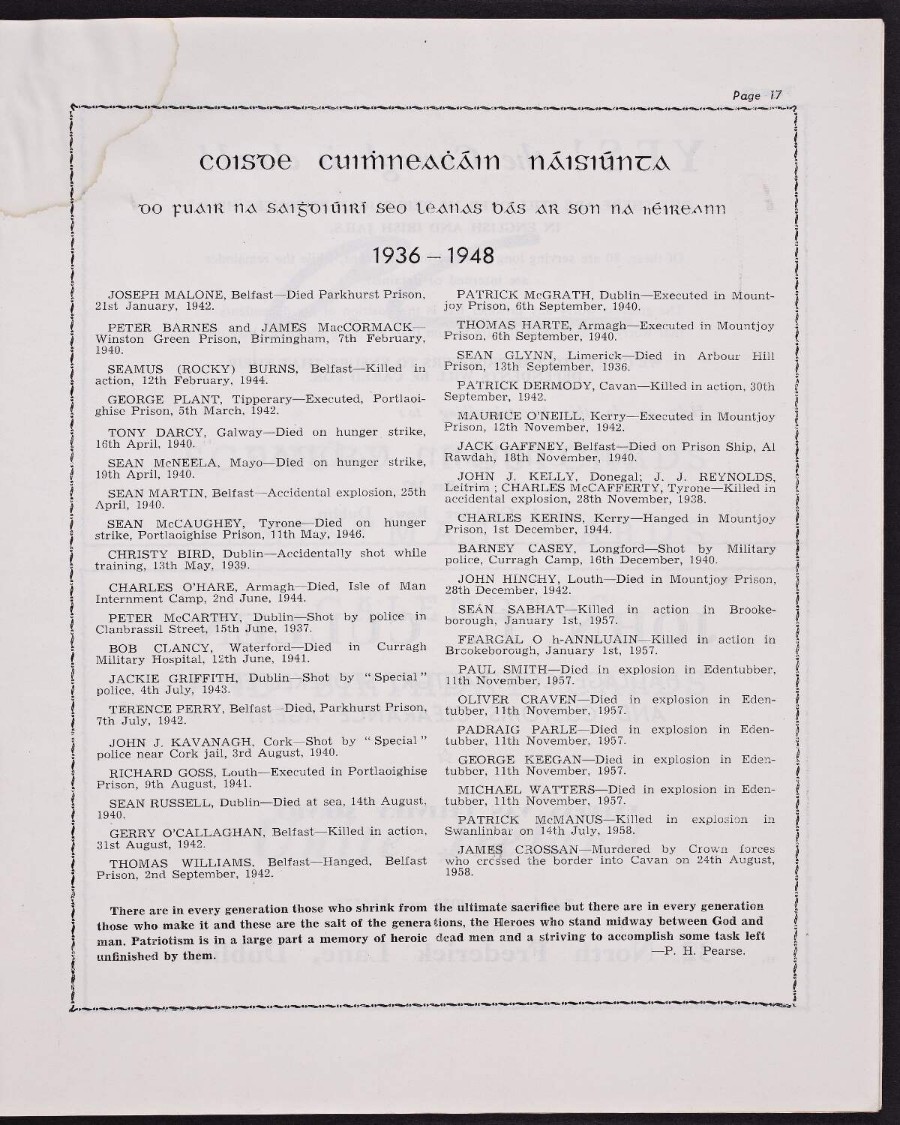 Page 17
Coisde Cuiṁneaċáin Náisiúnta
Do fuair na saiġdiúirí seo leanas bás ar son na hÉireann
1936 – 1948
JOSEPH MALONE, Belfast—Died Parkhurst Prison,
21st January, 1942.
PETER BARNES and JAMES MacCORMACK—
Winston Green Prison, Birmingham, 7th February,
1940.
SEAMUS (ROCKY) BURNS, Belfast—Killed in
action, 12th February, 1944.
GEORGE PLANT, Tipperary—Executed, Portlaoi-
ghise Prison, 5th March, 1942.
TONY DARCY, Galway—Died on hunger strike,
16th April, 1940.
SEAN McNEELA, Mayo—Died on hunger strike,
19th April, 1940.
SEAN MARTIN, Belfast—Accidental explosion, 25th
April, 1940.
SEAN McCAUGHEY, Tyrone—Died on hunger
strike, Portlaoighise Prison, 11th May, 1946.
CHRISTY BIRD, Dublin—Accidentally shot while
training, 13th May, 1939.
CHARLES O'HARE, Armagh—Died, Isle of Man
Internment Camp, 2nd June, 1944.
PETER McCARTHY, Dublin—Shot by police in
Clanbrassil Street, 15th June, 1937.
BOB CLANCY, Waterford—Died in Curragh
Military Hospital, 12th June, 1941.
JACKIE GRIFFITH, Dublin—Shot by "Special"
police, 4th July, 1943.
TERENCE PERRY, Belfast—Died, Parkhurst Prison,
7th July, 1942.
JOHN J. KAVANAGH, Cork—Shot by "Special"
police near Cork jail, 3rd August, 1940.
RICHARD GOSS, Louth—Executed in Portlaoighise
Prison, 9th August, 1941.
SEAN RUSSELL, Dublin—Died at sea, 14th August,
1940.
GERRY O'CALLAGHAN, Belfast—Killed in action,
31st August, 1942.
THOMAS WILLIAMS, Belfast—Hanged, Belfast
Prison, 2nd September, 1942.
PATRICK McGRATH, Dublin—Executed in Mount-
joy Prison, 6th September, 1940.
THOMAS HARTE, Armagh—Executed in Mountjoy
Prison, 6th September, 1940.
SEAN GLYNN, Limerick—Died in Arbour Hill
Prison, 13th September, 1936.
PATRICK DERMODY, Cavan—Killed in action, 30th
September, 1942.
MAURICE O'NEILL, Kerry—Executed in Mountjoy
Prison, 12th November, 1942.
JACK GAFFNEY, Belfast—Died on Prison Ship, Al
Rawdah, 18th November, 1940.
JOHN J. KELLY, Donegal; J. J. REYNOLDS,
Leitrim ; CHARLES McCAFFERTY, Tyrone—Killed in
accidental explosion, 28th November, 1938.
CHARLES KERINS, Kerry—Hanged in Mountjoy
Prison, 1st December, 1944.
BARNEY CASEY, Longford—Shot by Military
police, Curragh Camp, 16th December, 1940.
JOHN HINCHY, Louth—Died in Mountjoy Prison,
28th December, 1942.
SEÁN SABHAT—Killed in action in Brooke-
borough, January 1st, 1957.
FEARGAL O h-ANNLUAIN—Killed in action in
Brookeborough, January 1st, 1957.
PAUL SMITH—Died in explosion in Edentubber,
11th November, 1957.
OLIVER CRAVEN—Died in explosion in Eden-
tubber, 11th November, 1957.
PADRAIG PARLE—Died in explosion in Eden-
tubber, 11th November, 1957.
GEORGE KEEGAN—Died in explosion in Eden-
tubber, 11th November, 1957.
MICHAEL WATTERS—Died in explosion in Eden-
tubber, 11th November, 1957.
PATRICK McMANUS—Killed in explosion in
Swanlinbar on 14th July, 1958.
JAMES CROSSAN—Murdered by Crown forces
who crossed the border into Cavan on 24th August,
1958.
There are in every generation those who shrink from the ultimate sacrifice but there are in every generation
those who make it and these are the salt of the generations, the Heroes who stand midway between God and
man. Patriotism is in a large part a memory of heroic dead men and a striving to accomplish some task left
unfinished by them. —P. H. Pearse.